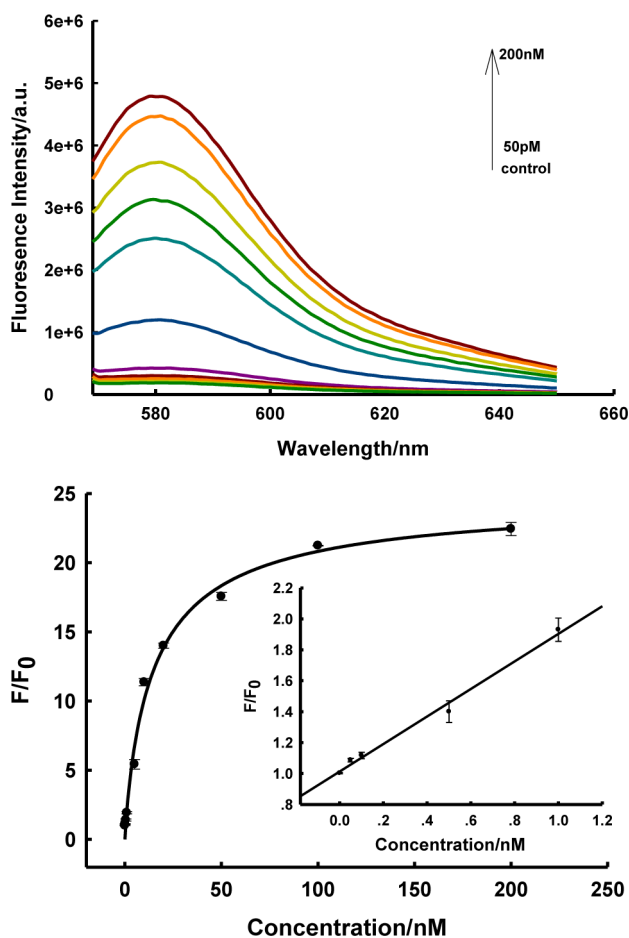 6e+6
5e+6
4e+6
3e+6
2e+6
1e+6
0
Fluoresence Intensity/a.u.
200nM
50pM
control
580 600 620 640 660
Wavelength/nm
25
20
15
10
5
0
F/F0
2.2
2.0
1.8
1.6
1.4
1.2
1.0
.8
F/F0
0.0 .2 .4 .6 .8 1.0 1.2
Concentration/nM
0 50 100 150 200 250
Concentration/nM